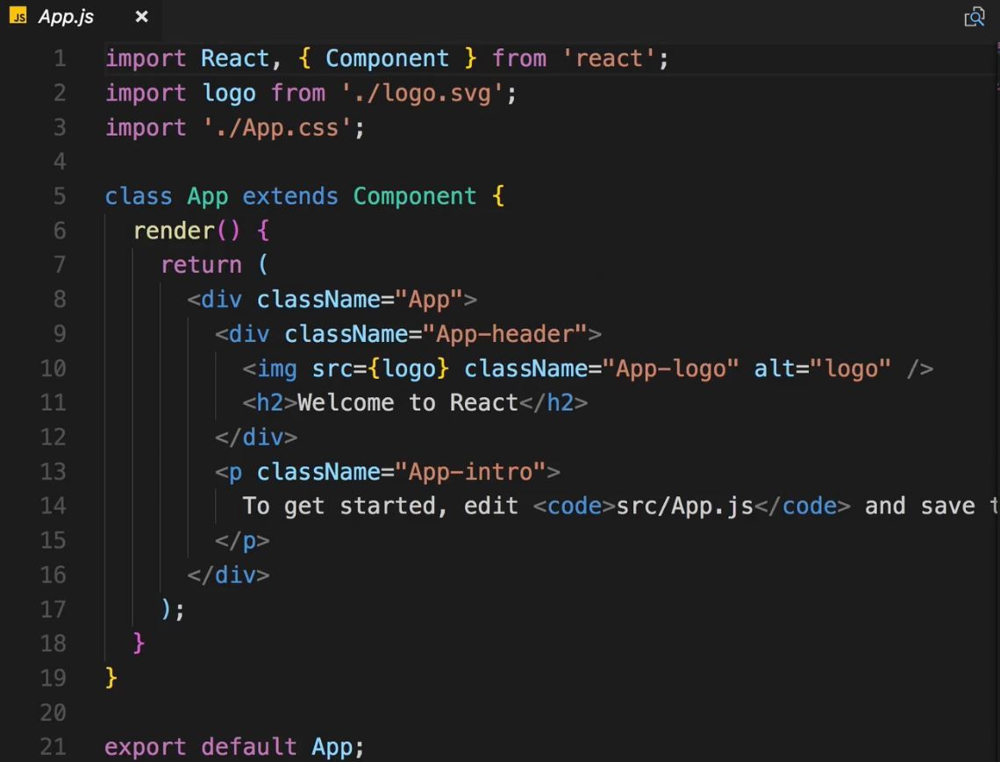 JS App.js ×
1 import React, { Component } from 'react';
2 import logo from './logo.svg';
3 import './App.css';
4
5 class App extends Component {
6   render() {
7     return (
8       <div className="App">
9         <div className="App-header">
10           <img src={logo} className="App-logo" alt="logo" />
11           <h2>Welcome to React</h2>
12         </div>
13         <p className="App-intro">
14           To get started, edit <code>src/App.js</code> and save
15         </p>
16       </div>
17     );
18   }
19 }
20
21 export default App;